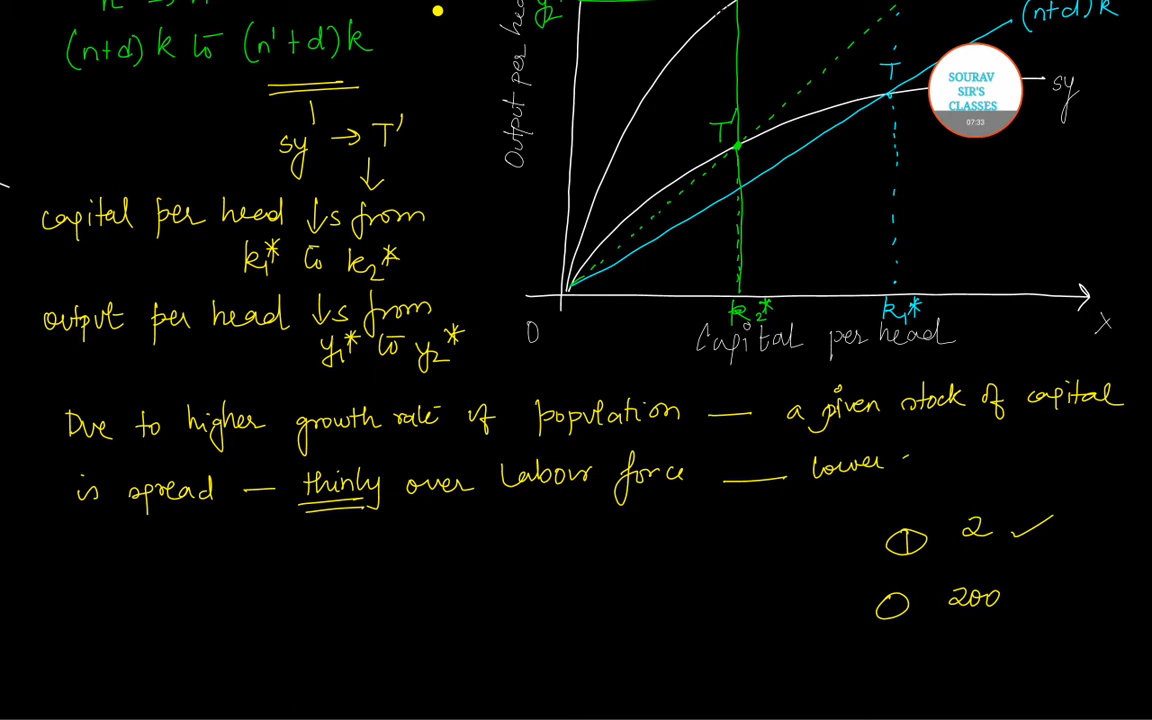 (n+d) k to (n'+d) k
sy → T'
capital per head ↓s from
k1* to k2*
output per head ↓s from
y1* to y2*
Output per hea
y2
(n+d) k
T
T'
sy
SOURAV
SIR'S
CLASSES
07:33
O
k2*
k1*
X
Capital per head
Due to higher growth rate of population — a given stock of capital
is spread — thinly over labour force — lower
2 ✓
200